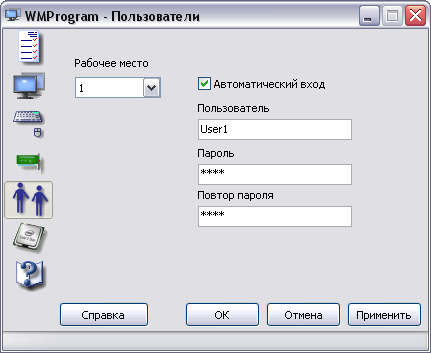 WMProgram - Пользователи
Рабочее место
1
Автоматический вход
Пользователь
User1
Пароль
****
Повтор пароля
****
Справка
OK
Отмена
Применить